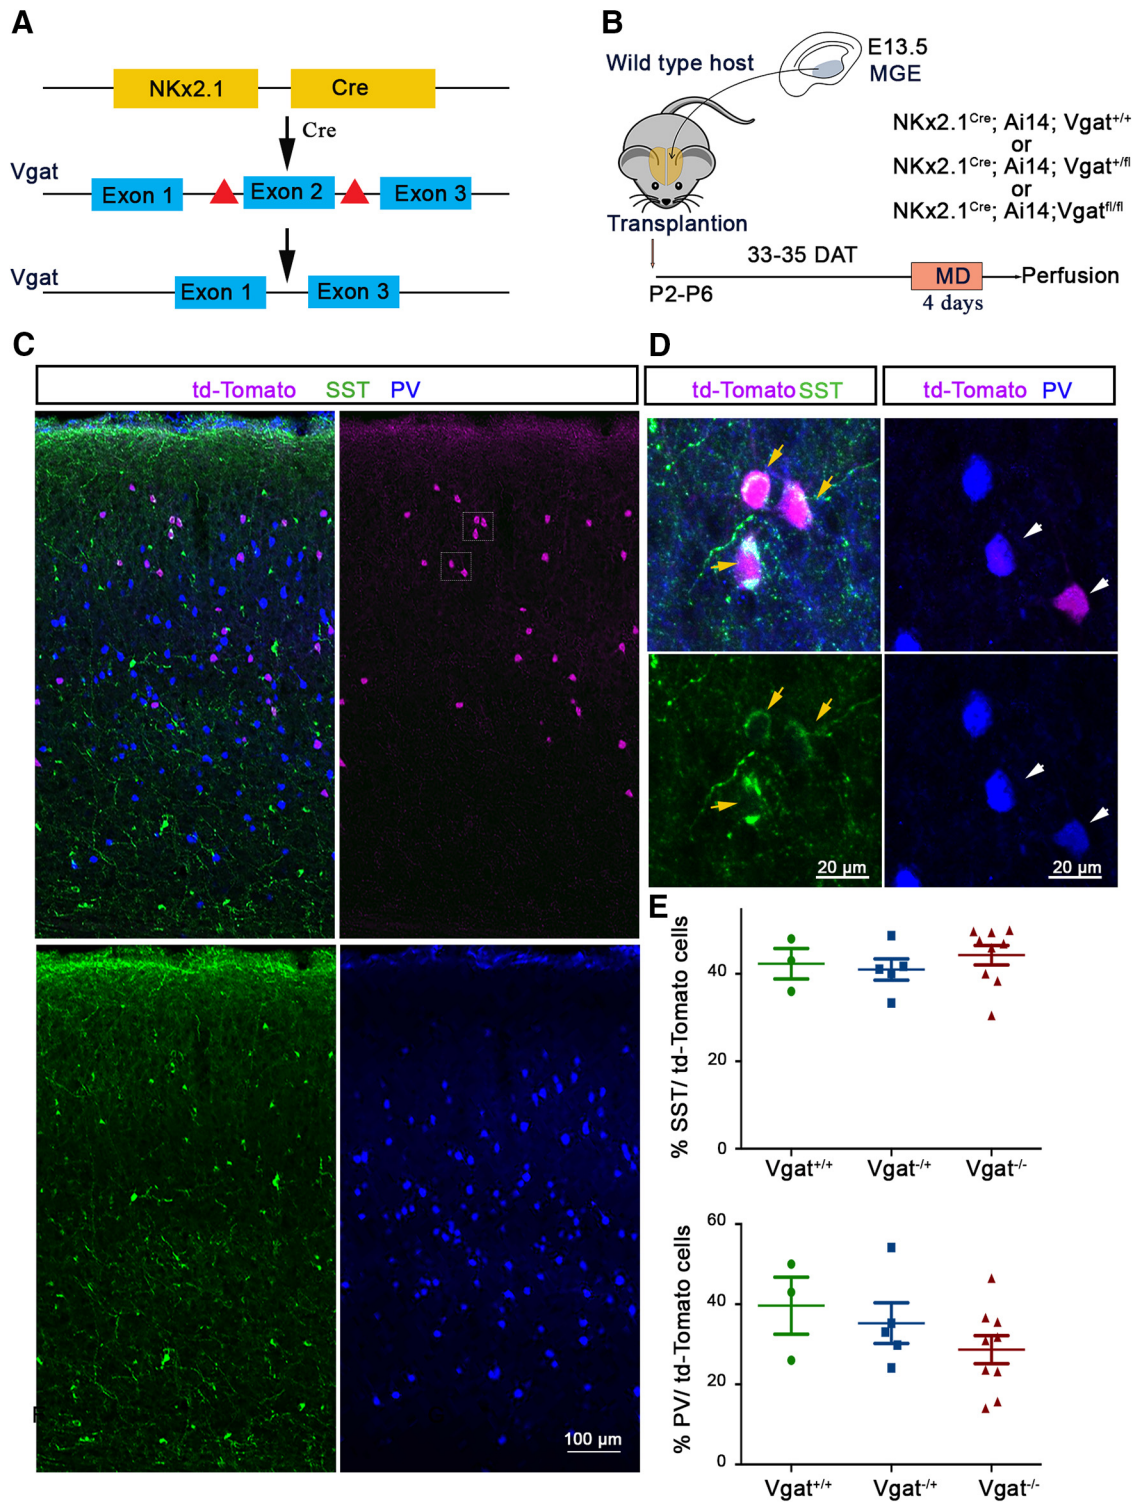 A
NKx2.1
Cre
Cre
Vgat
Exon 1
Exon 2
Exon 3
Vgat
Exon 1
Exon 3
B
Wild type host
E13.5
MGE
NKx2.1Cre; Ai14; Vgat+/+
or
NKx2.1Cre; Ai14; Vgat+/fl
or
NKx2.1Cre; Ai14;Vgatfl/fl
Transplantion
33-35 DAT
MD
Perfusion
P2-P6
4 days
C
td-Tomato SST PV
100 µm
D
td-Tomato SST
td-Tomato PV
20 µm
20 µm
E
% SST/ td-Tomato cells
40
20
0
Vgat+/+
Vgat-/+
Vgat-/-
% PV/ td-Tomato cells
60
40
20
0
Vgat+/+
Vgat-/+
Vgat-/-